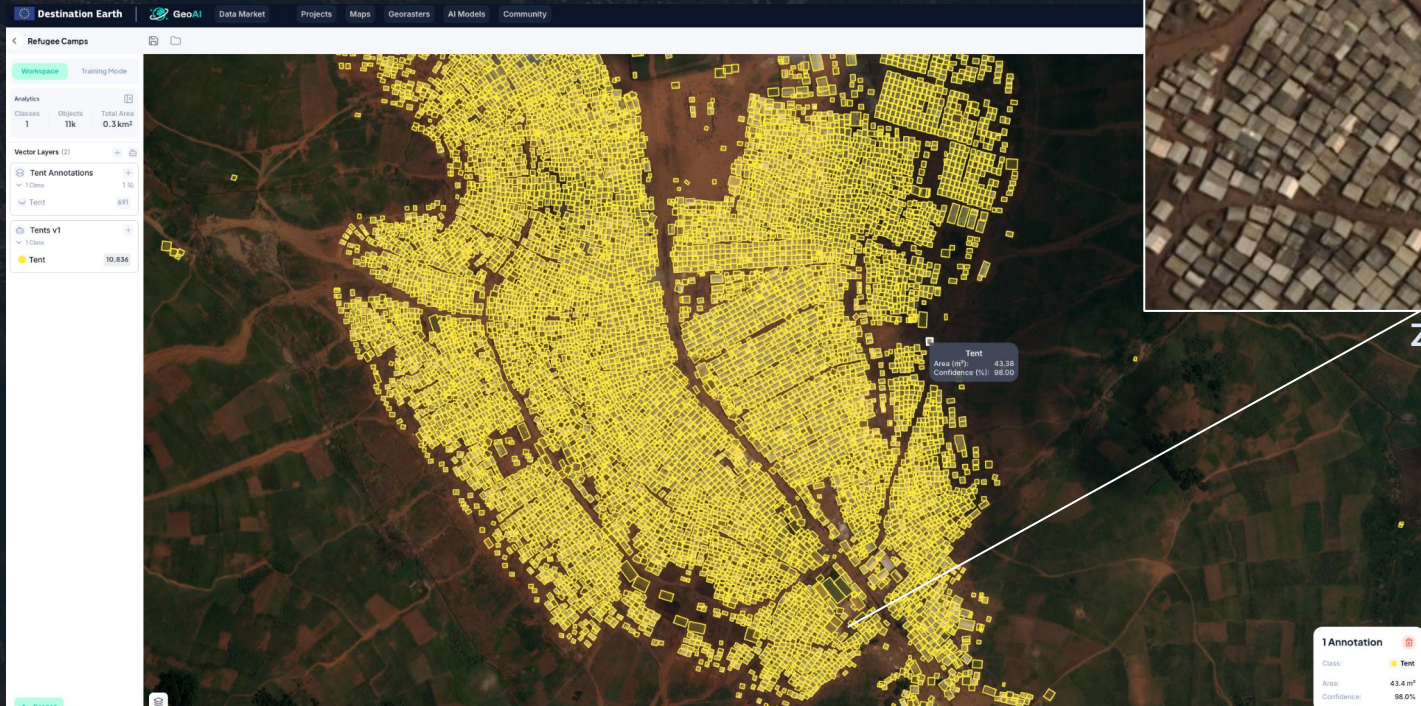 Destination Earth
GeoAI
Data Market
Projects
Maps
Georasters
AI Models
Community
Refugee Camps
Workspace
Training Mode
Analytics
Classes
Objects
Total Area
1
11k
0.3 km²
Vector Layers (2)
Tent Annotations
1 Class
Tent
691
Tents v1
1 Class
Tent
10,836
Tent
Area (m²): 43,38
Confidence (%): 98.00
1 Annotation
Class: Tent
Area: 43.4 m²
Confidence: 98.0%